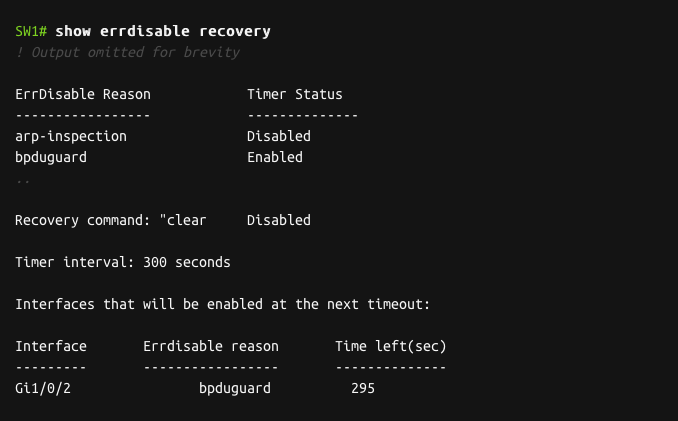 SW1# show errdisable recovery
! Output omitted for brevity
ErrDisable Reason            Timer Status
-----------------            --------------
arp-inspection               Disabled
bpduguard                    Enabled
..
Recovery command: "clear     Disabled
Timer interval: 300 seconds
Interfaces that will be enabled at the next timeout:
Interface       Errdisable reason       Time left(sec)
---------       -----------------       --------------
Gi1/0/2                bpduguard          295